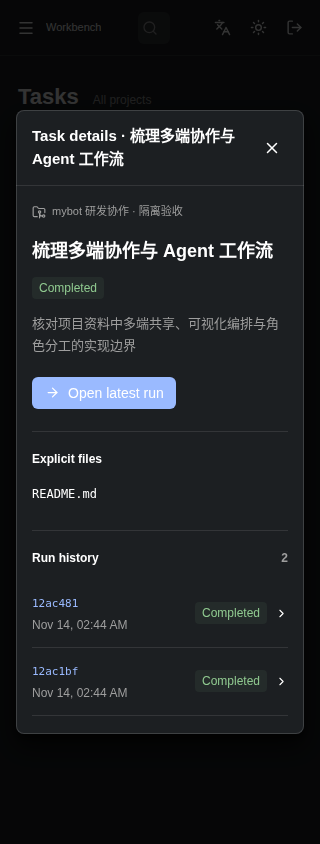 Workbench
Tasks All projects
Task details · 梳理多端协作与
Agent 工作流
mybot 研发协作 · 隔离验收
梳理多端协作与 Agent 工作流
Completed
核对项目资料中多端共享、可视化编排与角
色分工的实现边界
Open latest run
Explicit files
README.md
Run history 2
12ac481
Nov 14, 02:44 AM
Completed
12ac1bf
Nov 14, 02:44 AM
Completed